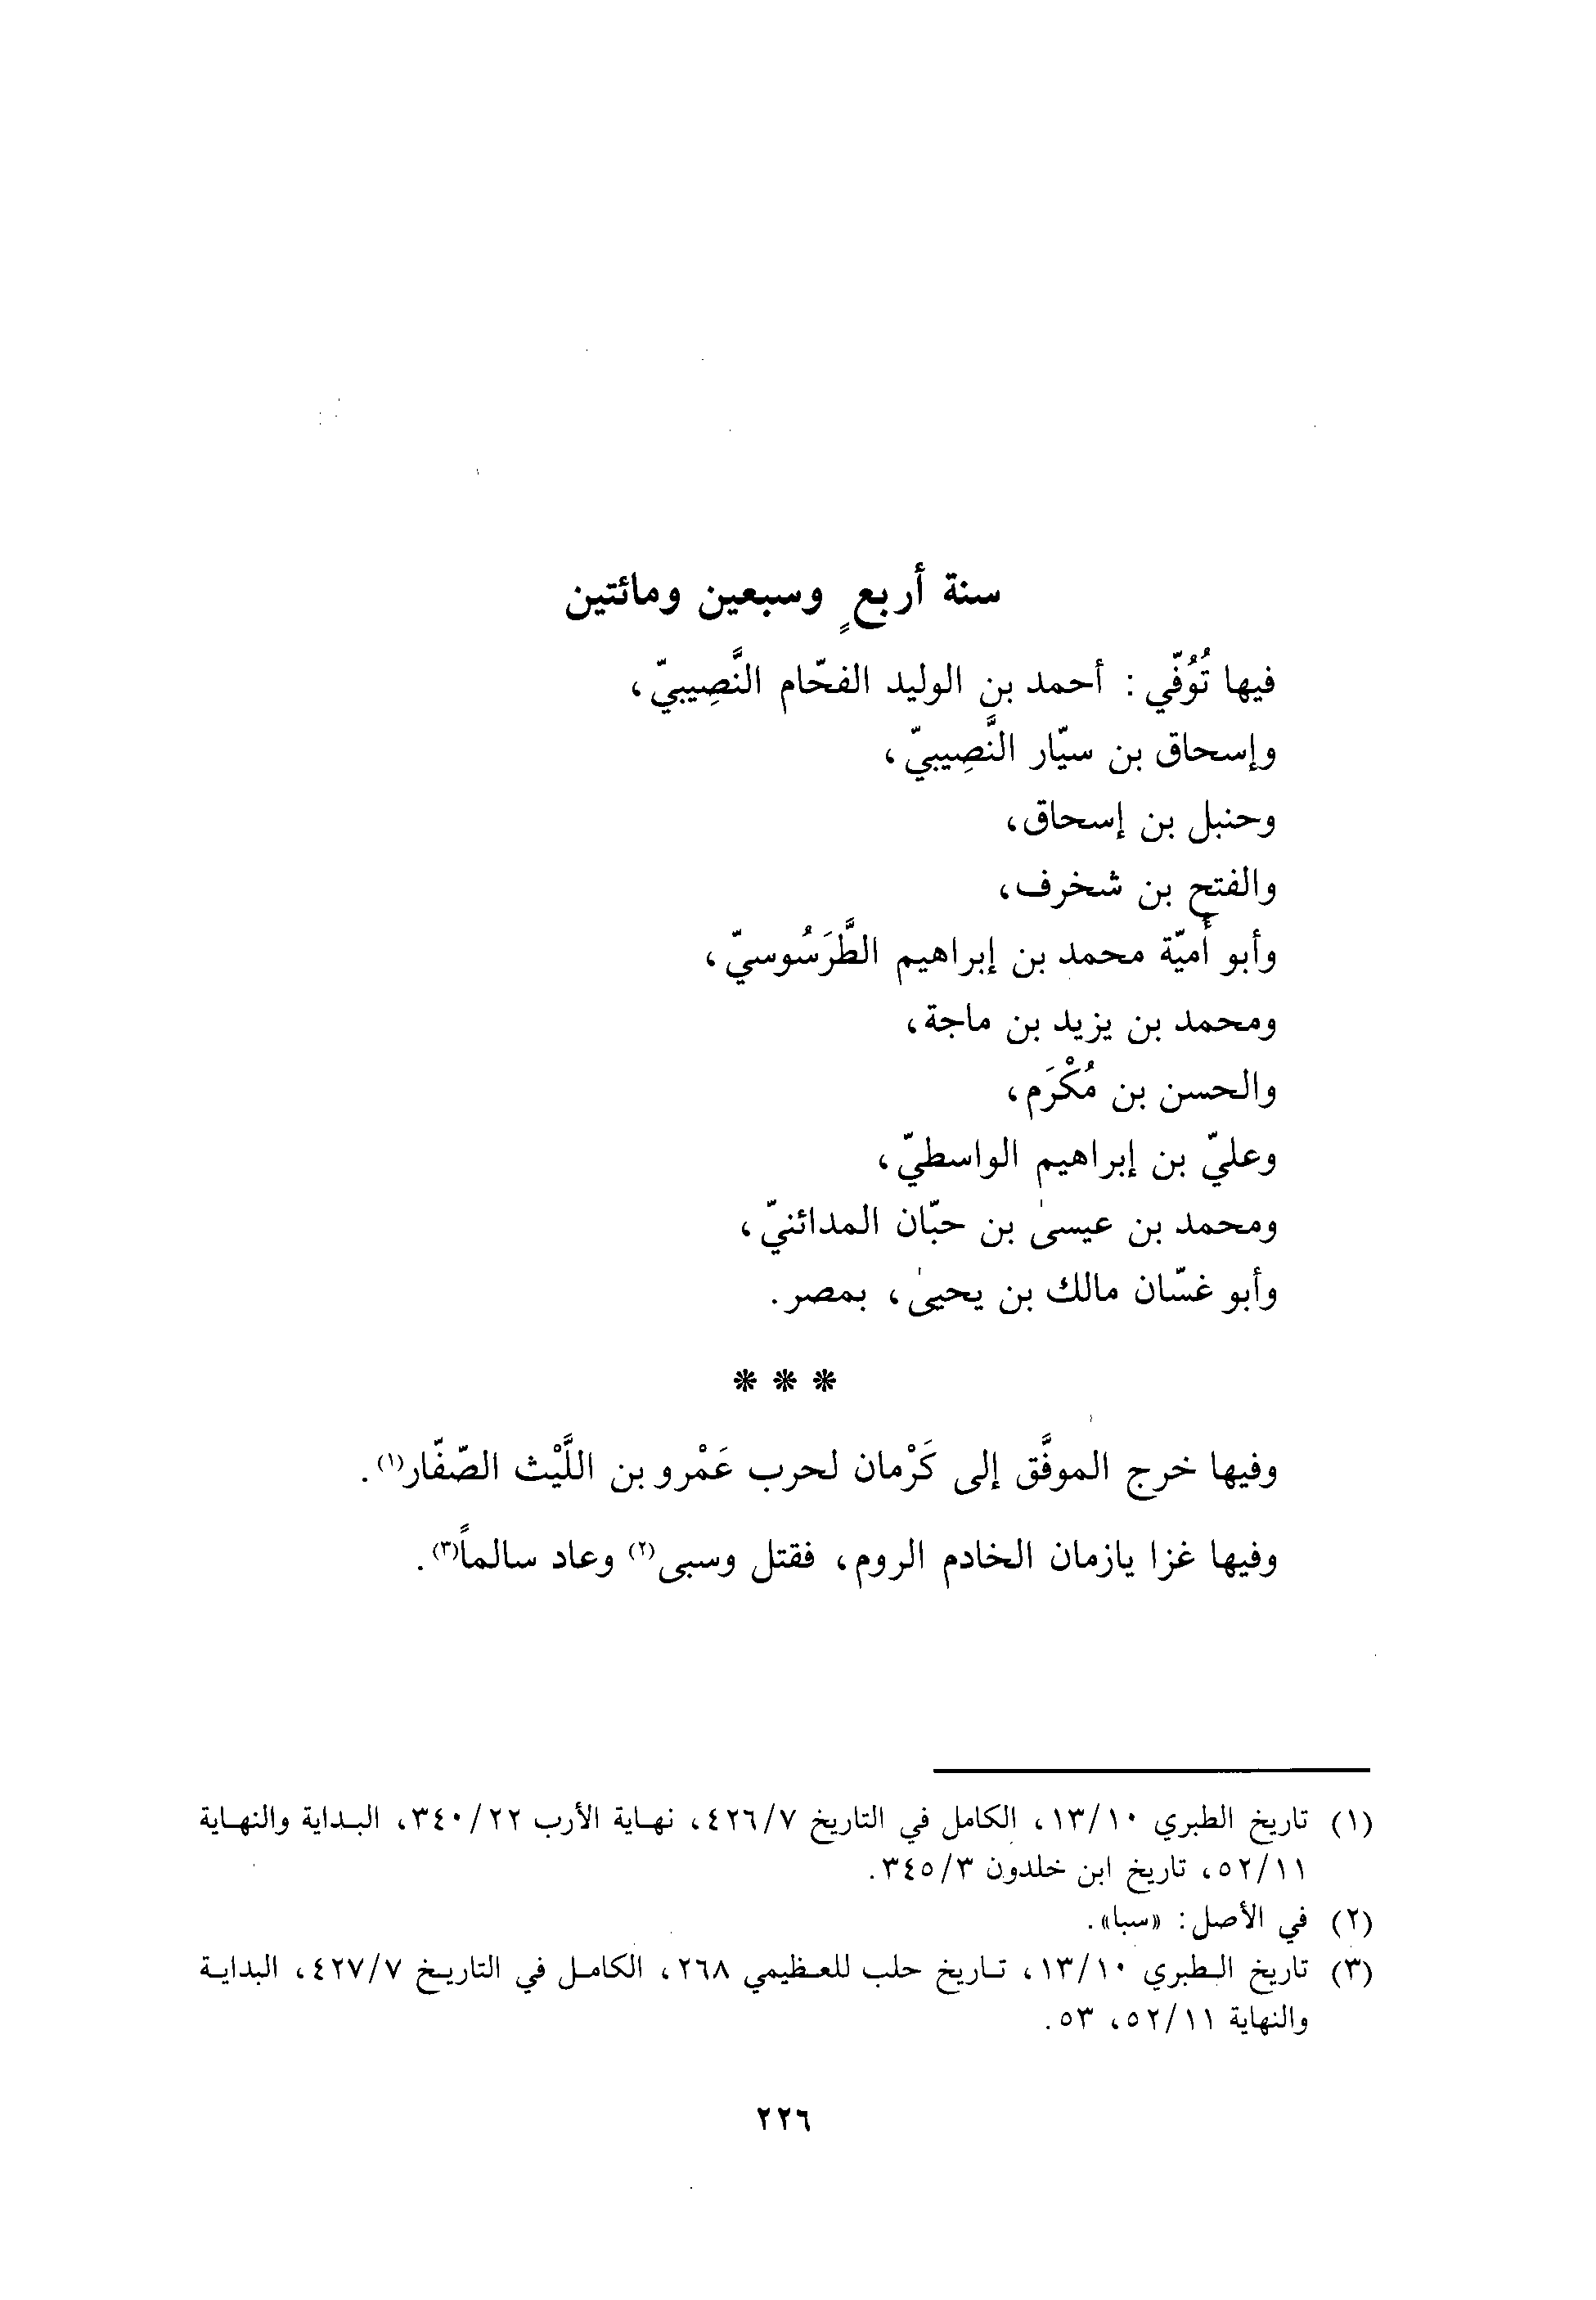 سنة أربعٍ وسبعين ومائتين
فيها تُوُفّي : أحمد بن الوليد الفحّام النَّصِيبيّ،
وإسحاق بن سيّار النَّصِيبيّ،
وحنبل بن إسحاق،
والفتح بن شخرف،
وأبو أُميّة محمد بن إبراهيم الطَّرَسُوسيّ،
ومحمد بن يزيد بن ماجة،
والحسن بن مُكْرَم،
وعليّ بن إبراهيم الواسطيّ،
ومحمد بن عيسىٰ بن حبّان المدائنيّ،
وأبو غسّان مالك بن يحيىٰ، بمصر.
* * *
وفيها خرج الموفَّق إلى كَرْمان لحرب عَمْرو بن اللَّيْث الصّفّار(١).
وفيها غزا يازمان الخادم الروم، فقتل وسبى(٢) وعاد سالماً(٣).
(١) تاريخ الطبري ١٣/١٠، الكامل في التاريخ ٤٢٦/٧، نهاية الأرب ٣٤٠/٢٢، البداية والنهاية
٥٢/١١، تاريخ ابن خلدون ٣٤٥/٣.
(٢) في الأصل: «سبا».
(٣) تاريخ الطبري ١٣/١٠، تاريخ حلب للعظيمي ٢٦٨، الكامل في التاريخ ٤٢٧/٧، البداية
والنهاية ٥٢/١١، ٥٣.
٢٢٦